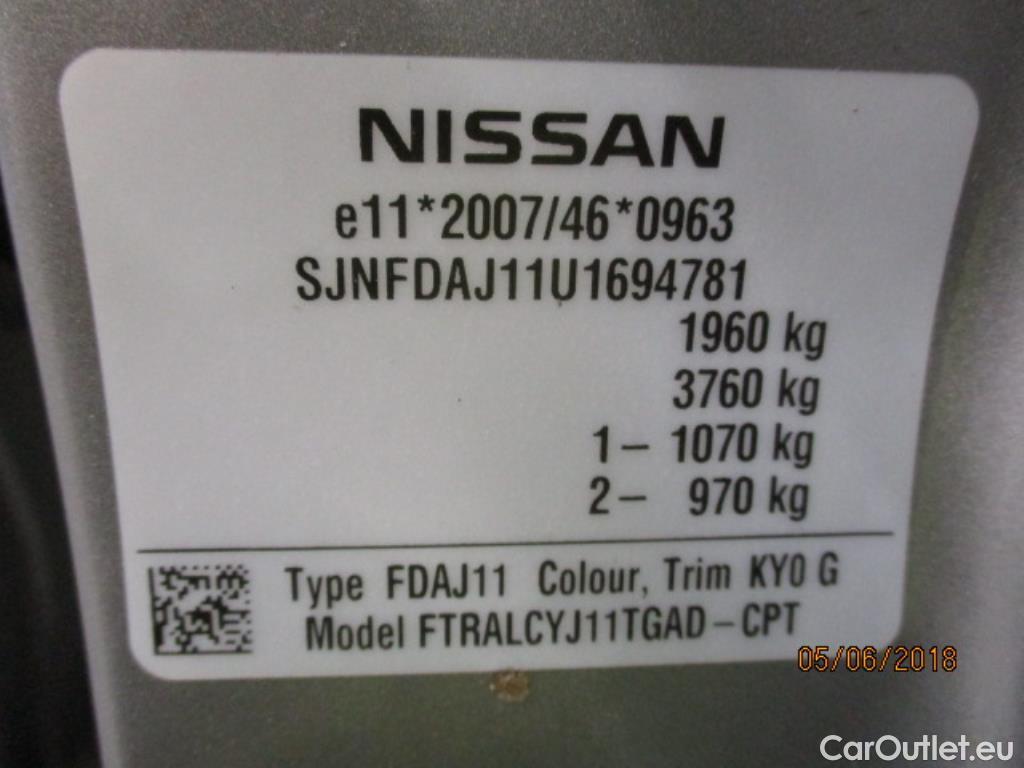 NISSAN
e11*2007/46*0963
SJNFDAJ11U1694781
1960 kg
3760 kg
1- 1070 kg
2- 970 kg
Type FDAJ11 Colour, Trim KY0 G
Model FTRALCYJ11TGAD-CPT
05/06/2018
CarOutlet.eu